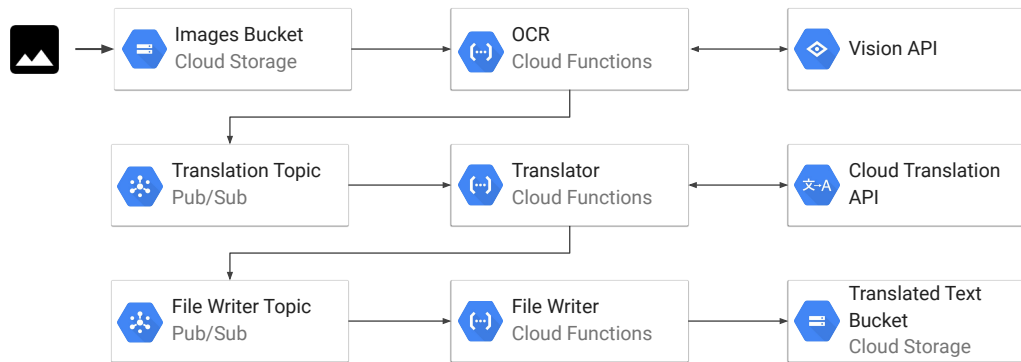 Images Bucket
Cloud Storage
OCR
Cloud Functions
Vision API
Translation Topic
Pub/Sub
Translator
Cloud Functions
文→A
Cloud Translation
API
File Writer Topic
Pub/Sub
File Writer
Cloud Functions
Translated Text
Bucket
Cloud Storage